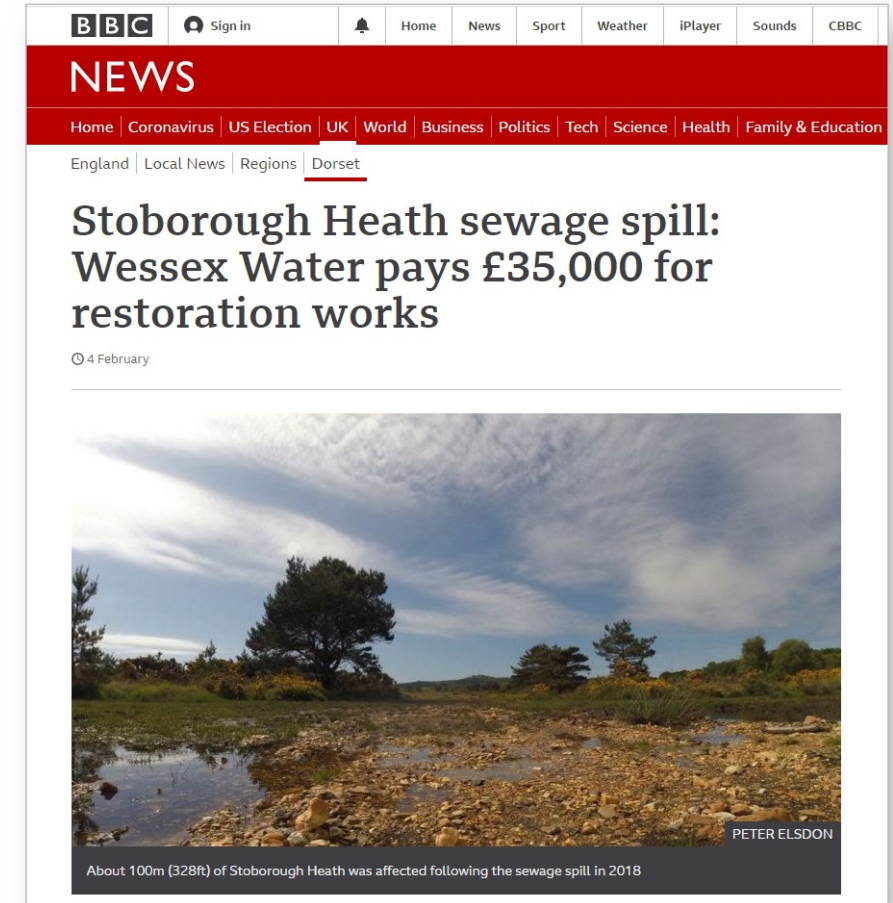 BBC Sign in Home News Sport Weather iPlayer Sounds CBBC
NEWS
Home Coronavirus US Election UK World Business Politics Tech Science Health Family & Education
England Local News Regions Dorset
Stoborough Heath sewage spill:
Wessex Water pays £35,000 for
restoration works
4 February
PETER ELSDON
About 100m (328ft) of Stoborough Heath was affected following the sewage spill in 2018